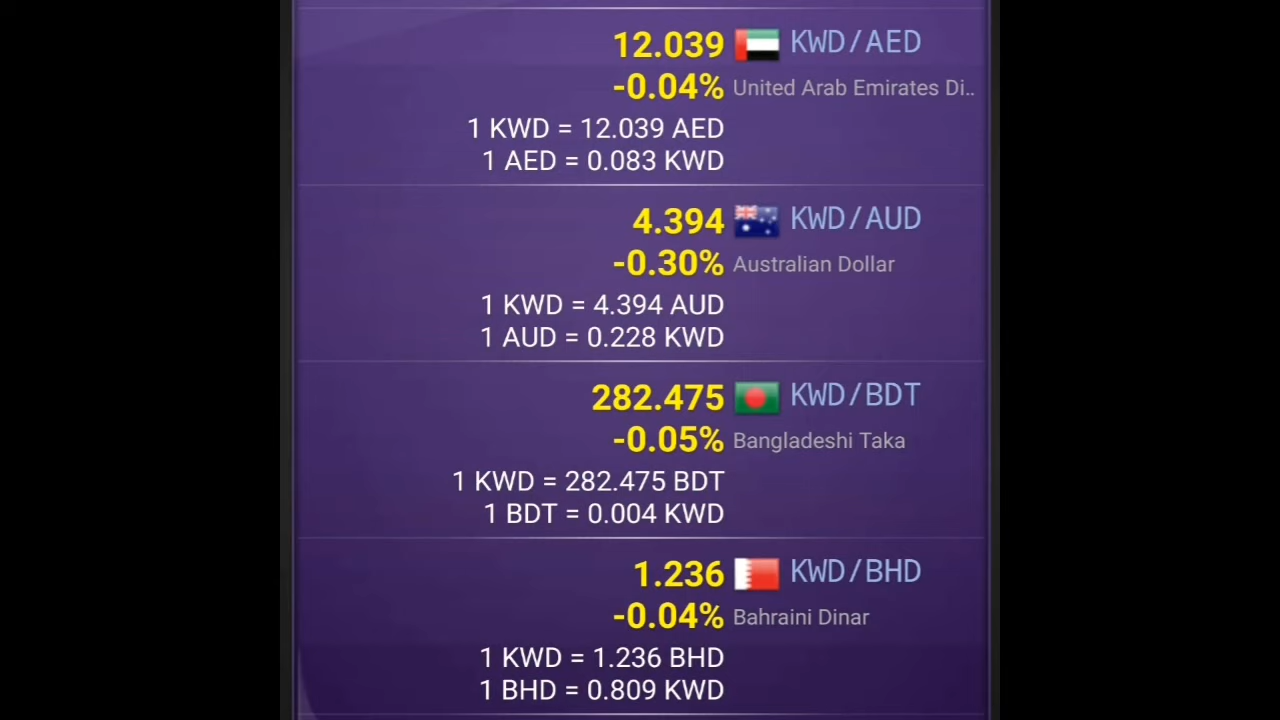 12.039 KWD/AED
-0.04% United Arab Emirates Di..
1 KWD = 12.039 AED
1 AED = 0.083 KWD
4.394 KWD/AUD
-0.30% Australian Dollar
1 KWD = 4.394 AUD
1 AUD = 0.228 KWD
282.475 KWD/BDT
-0.05% Bangladeshi Taka
1 KWD = 282.475 BDT
1 BDT = 0.004 KWD
1.236 KWD/BHD
-0.04% Bahraini Dinar
1 KWD = 1.236 BHD
1 BHD = 0.809 KWD